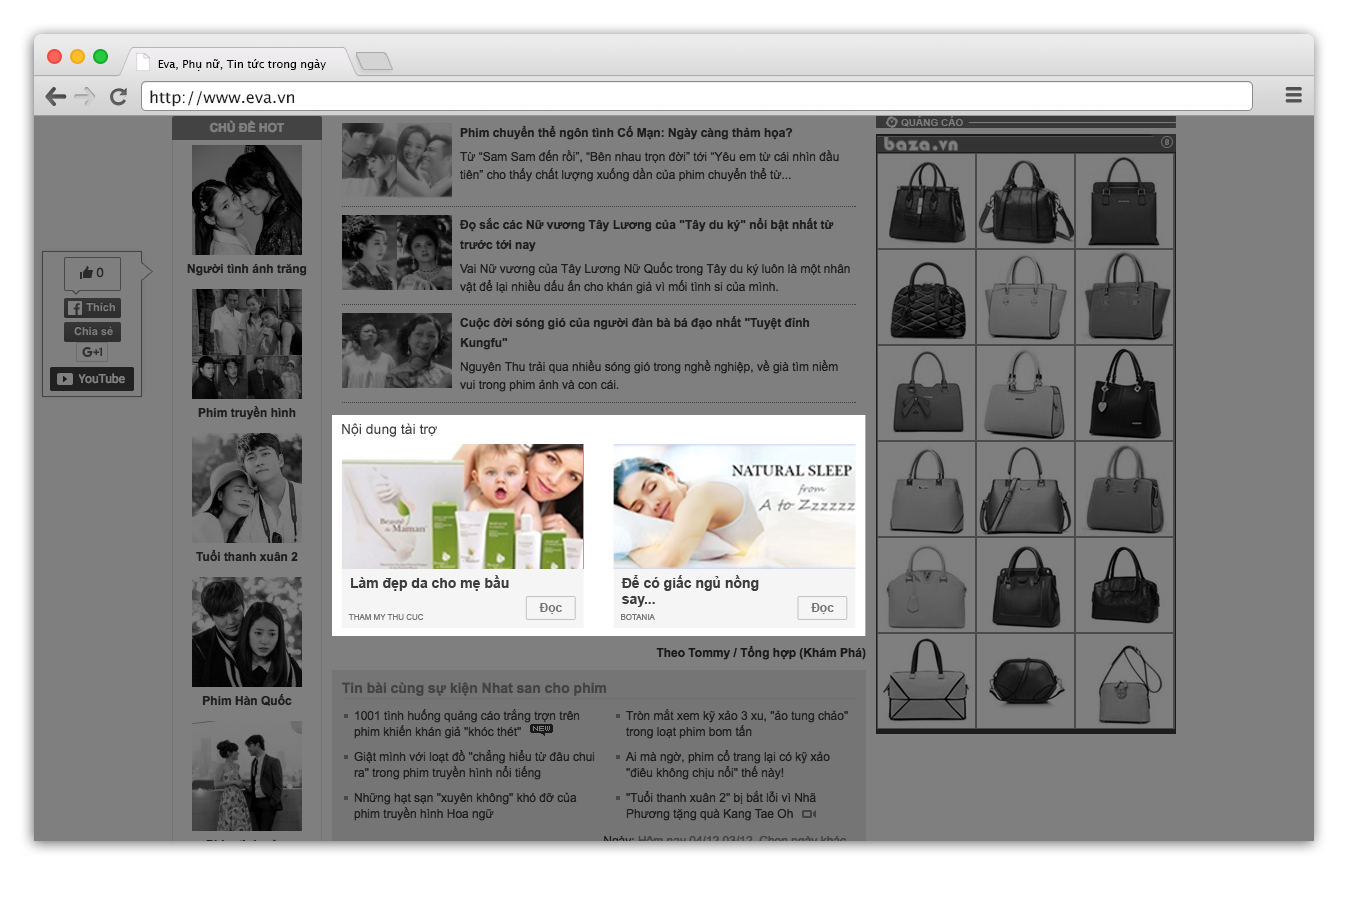 Eva, Phụ nữ, Tin tức trong ngày
http://www.eva.vn
CHỦ ĐỀ HOT
Người tình ánh trăng
Phim truyền hình
Tuổi thanh xuân 2
Phim Hàn Quốc
0
Thích
Chia sẻ
G+1
YouTube
Phim chuyển thể ngôn tình Cố Mạn: Ngày càng thảm họa?
Từ “Sam Sam đến rồi”, “Bên nhau trọn đời” tới “Yêu em từ cái nhìn đầu
tiên” cho thấy chất lượng xuống dần của phim chuyển thể từ...
Đọ sắc các Nữ vương Tây Lương của "Tây du ký" nổi bật nhất từ
trước tới nay
Vai Nữ vương của Tây Lương Nữ Quốc trong Tây du ký luôn là một nhân
vật để lại nhiều dấu ấn cho khán giả vì mối tình si của mình.
Cuộc đời sóng gió của người đàn bà bá đạo nhất "Tuyệt đỉnh
Kungfu"
Nguyên Thu trải qua nhiều sóng gió trong nghề nghiệp, về già tìm niềm
vui trong phim ảnh và con cái.
Nội dung tài trợ
Beauté
de Maman
Làm đẹp da cho mẹ bầu
THAM MY THU CUC
Đọc
NATURAL SLEEP
from
A to Zzzzzz
Để có giấc ngủ nồng
say...
BOTANIA
Đọc
Theo Tommy / Tổng hợp (Khám Phá)
Tin bài cùng sự kiện Nhat san cho phim
1001 tình huống quảng cáo trắng trợn trên
phim khiến khán giả "khóc thét" NEW
Giật mình với loạt đồ "chẳng hiểu từ đâu chui
ra" trong phim truyền hình nổi tiếng
Những hạt sạn "xuyên không" khó đỡ của
phim truyền hình Hoa ngữ
Tròn mắt xem kỹ xảo 3 xu, "ảo tung chảo"
trong loạt phim bom tấn
Ai mà ngờ, phim cổ trang lại có kỹ xảo
"điêu không chịu nổi" thế này!
"Tuổi thanh xuân 2" bị bắt lỗi vì Nhã
Phương tặng quà Kang Tae Oh
QUẢNG CÁO
baza.vn